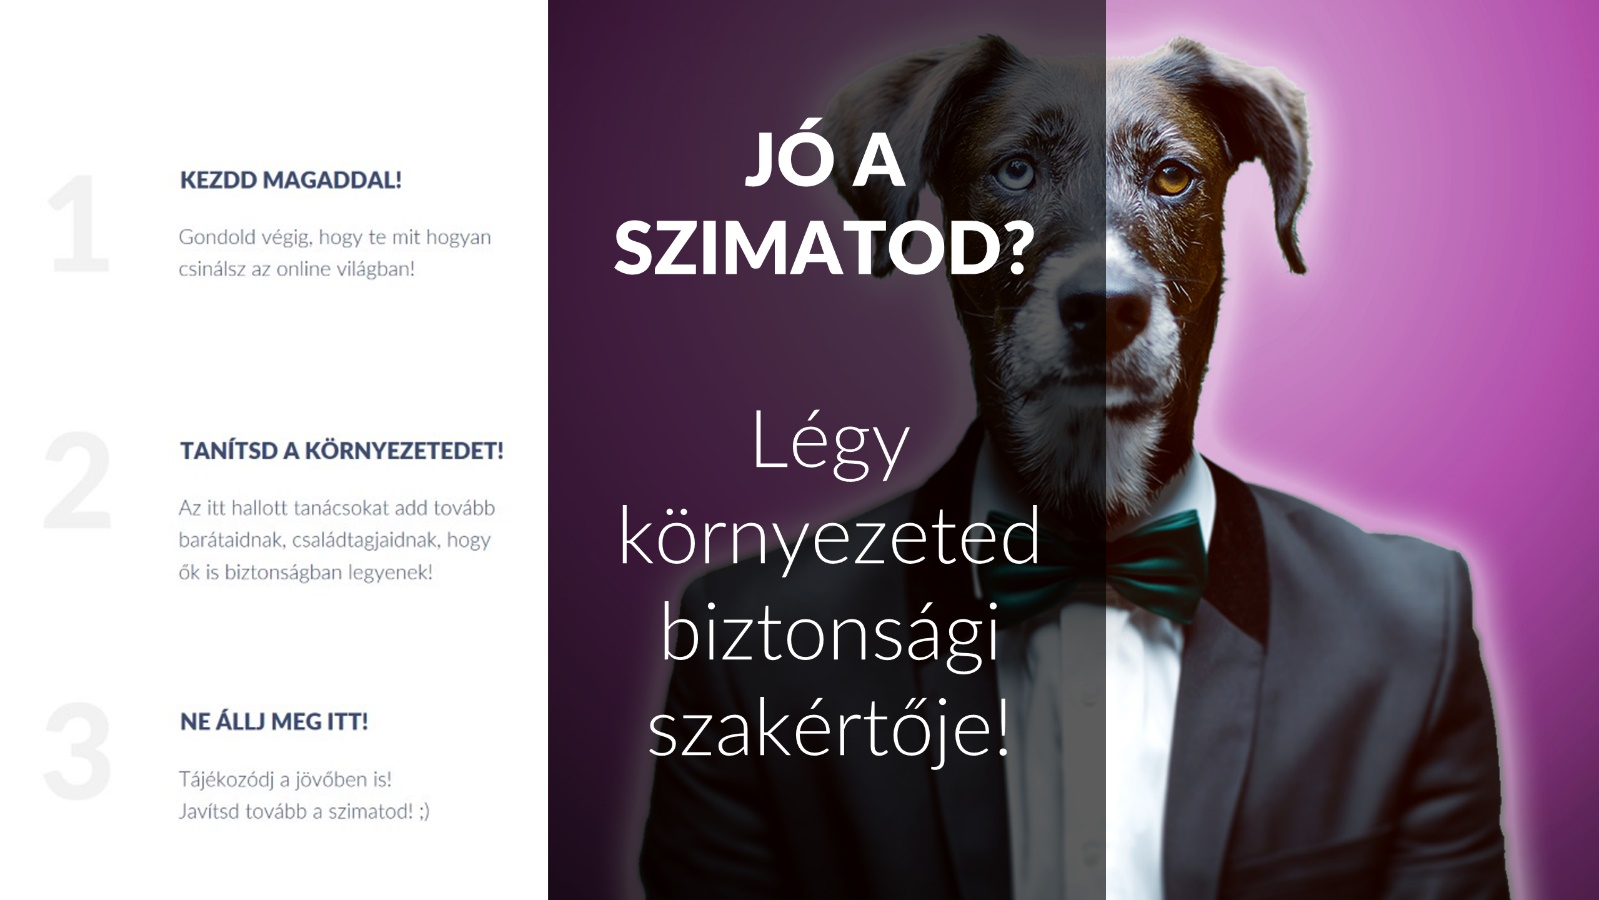 1
KEZDD MAGADDAL!
Gondold végig, hogy te mit hogyan
csinálsz az online világban!
2
TANÍTSD A KÖRNYEZETEDET!
Az itt hallott tanácsokat add tovább
barátaidnak, családtagjaidnak, hogy
ők is biztonságban legyenek!
3
NE ÁLLJ MEG ITT!
Tájékozódj a jövőben is!
Javítsd tovább a szimatod! ;)
JÓ A
SZIMATOD?
Légy
környezeted
biztonsági
szakértője!